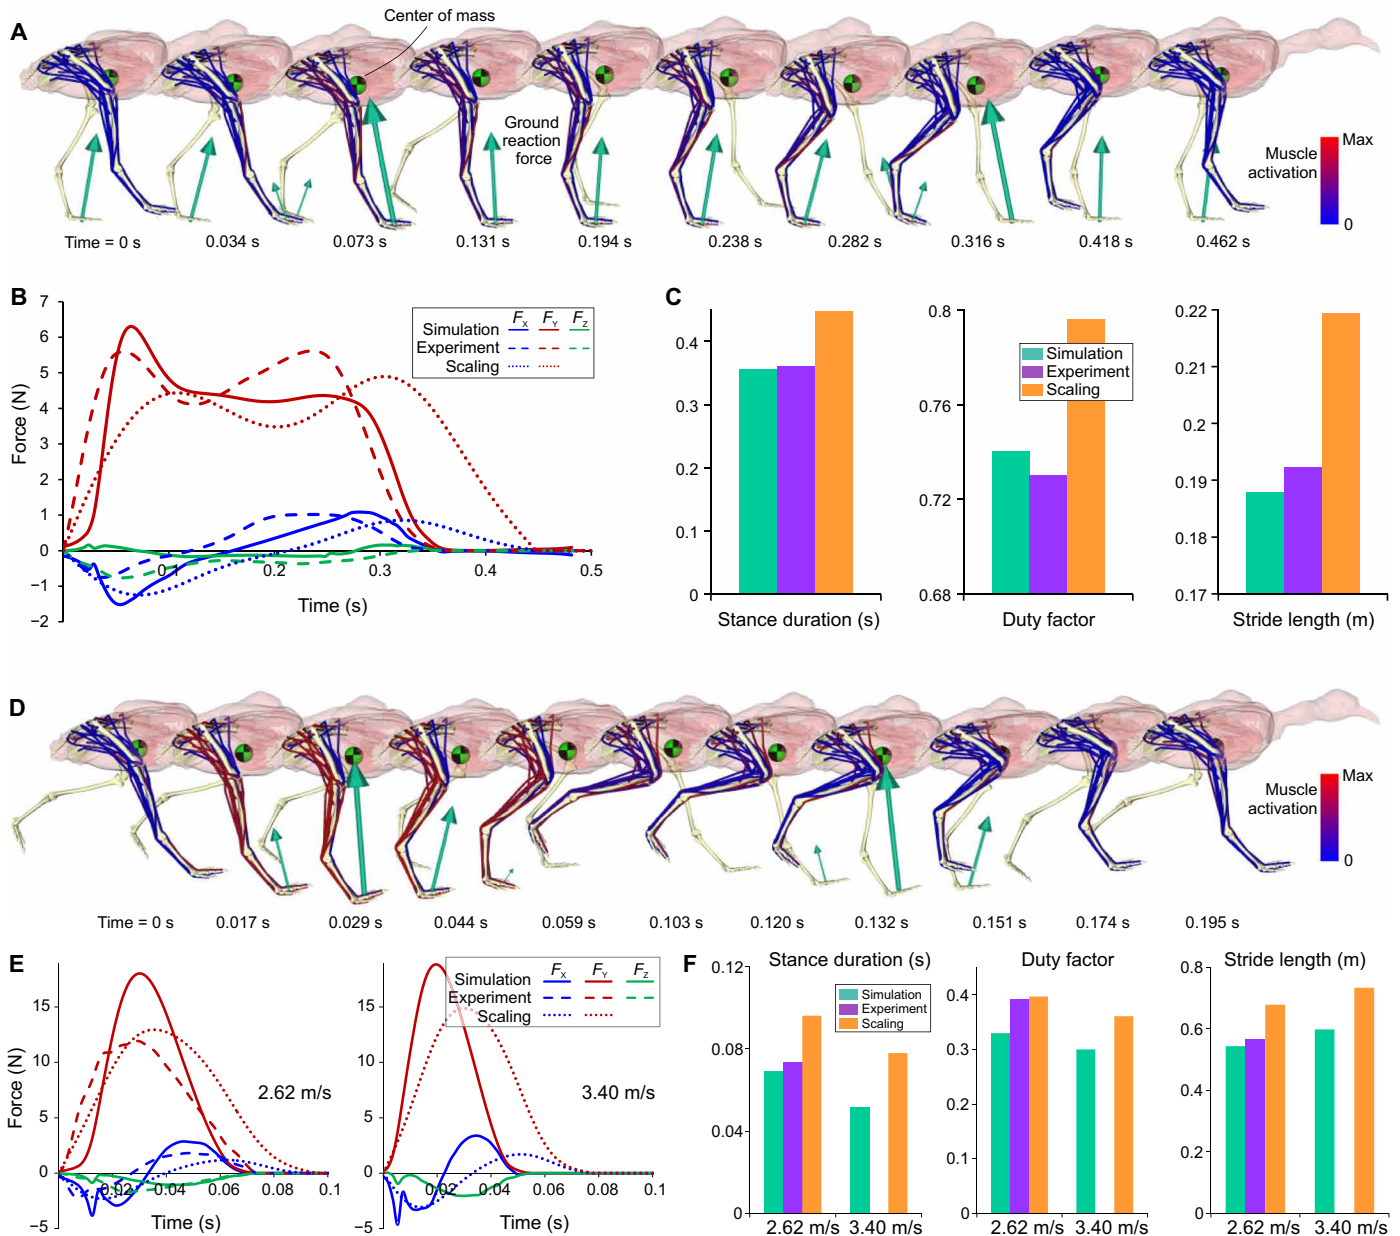 A
Center of mass
Ground
reaction
force
Muscle
activation
Max
0
Time = 0 s
0.034 s
0.073 s
0.131 s
0.194 s
0.238 s
0.282 s
0.316 s
0.418 s
0.462 s
B
7
6
5
4
3
2
1
0
−1
−2
Force (N)
0.1
0.2
0.3
0.4
0.5
Time (s)
FX FY FZ
Simulation
Experiment
Scaling
C
0.4
0.3
0.2
0.1
0
Stance duration (s)
0.8
0.76
0.72
0.68
Duty factor
Simulation
Experiment
Scaling
0.22
0.21
0.2
0.19
0.18
0.17
Stride length (m)
D
Muscle
activation
Max
0
Time = 0 s
0.017 s
0.029 s
0.044 s
0.059 s
0.103 s
0.120 s
0.132 s
0.151 s
0.174 s
0.195 s
E
15
10
5
0
−5
Force (N)
0.02
0.04
0.06
0.08
0.1
Time (s)
2.62 m/s
15
10
5
0
−5
0.02
0.04
0.06
0.08
0.1
Time (s)
3.40 m/s
FX FY FZ
Simulation
Experiment
Scaling
F
Stance duration (s)
0.12
0.08
0.04
0
2.62 m/s 3.40 m/s
Simulation
Experiment
Scaling
Duty factor
0.4
0.3
0.2
0.1
0
2.62 m/s 3.40 m/s
Stride length (m)
0.8
0.6
0.4
0.2
0
2.62 m/s 3.40 m/s